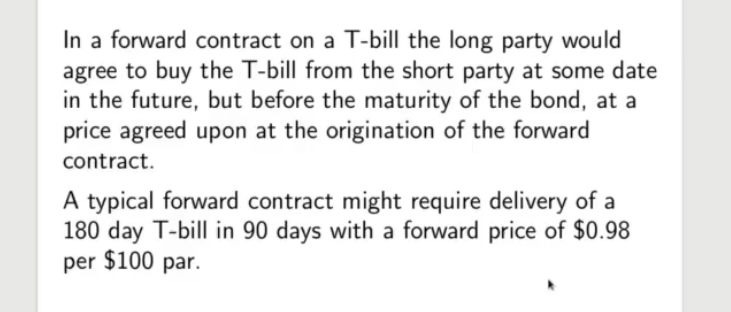 In a forward contract on a T-bill the long party would
agree to buy the T-bill from the short party at some date
in the future, but before the maturity of the bond, at a
price agreed upon at the origination of the forward
contract.
A typical forward contract might require delivery of a
180 day T-bill in 90 days with a forward price of $0.98
per $100 par.